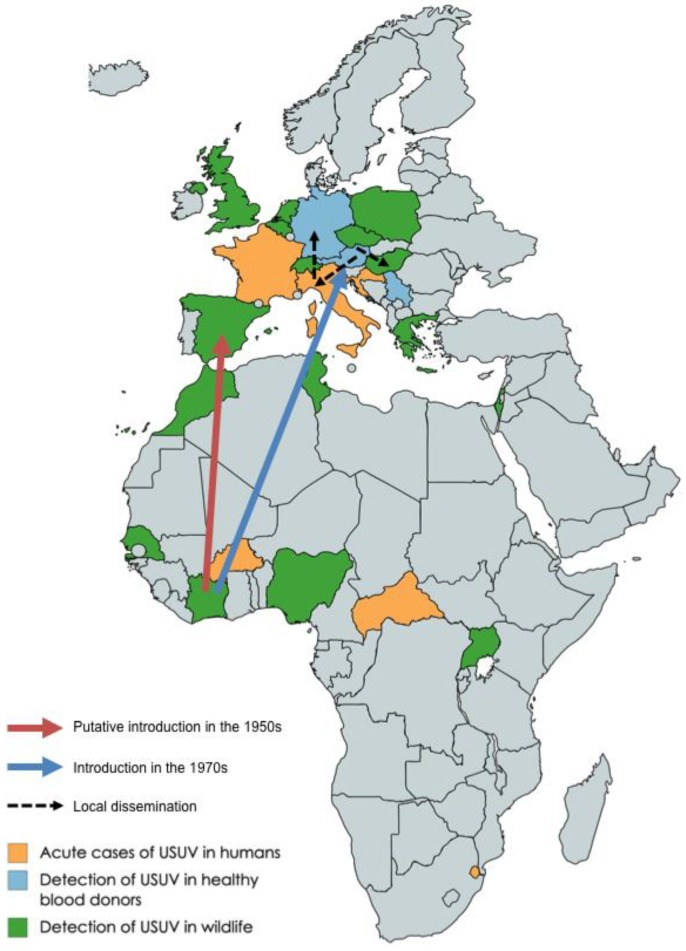 Putative introduction in the 1950s
Introduction in the 1970s
Local dissemination
Acute cases of USUV in humans
Detection of USUV in healthy
blood donors
Detection of USUV in wildlife